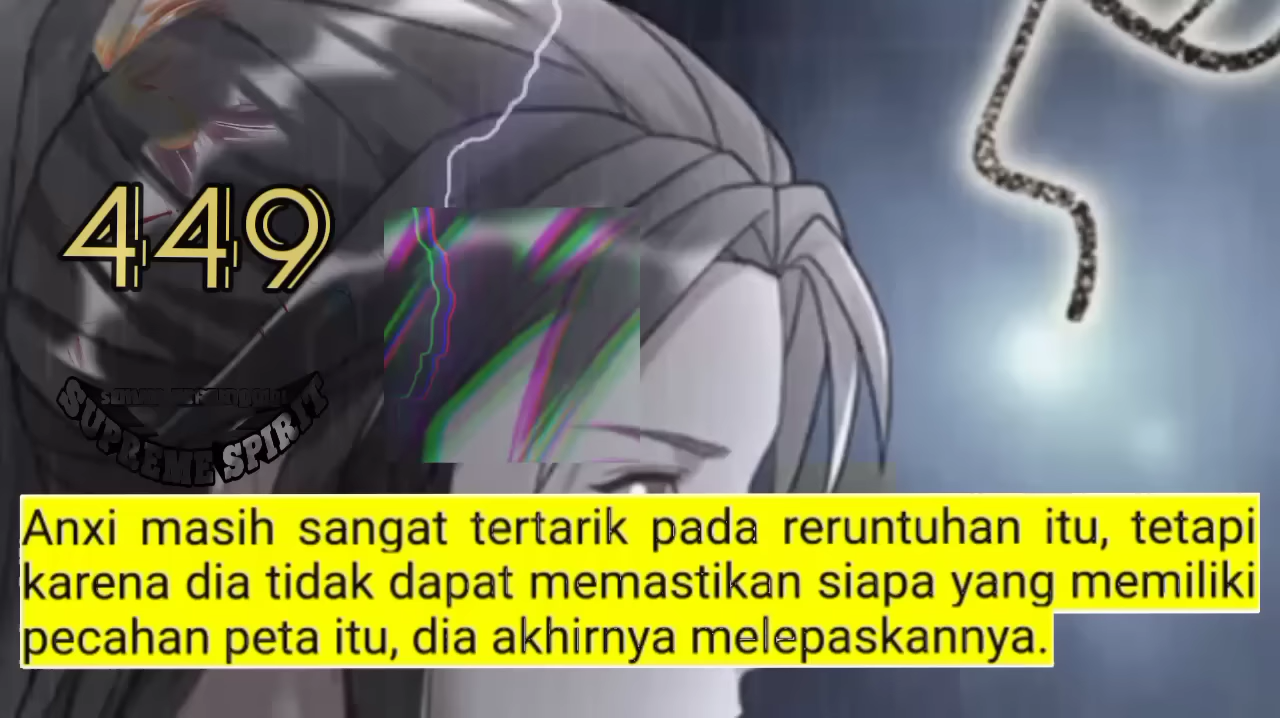 449
SUPREME SPIRIT
Anxi masih sangat tertarik pada reruntuhan itu, tetapi
karena dia tidak dapat memastikan siapa yang memiliki
pecahan peta itu, dia akhirnya melepaskannya.